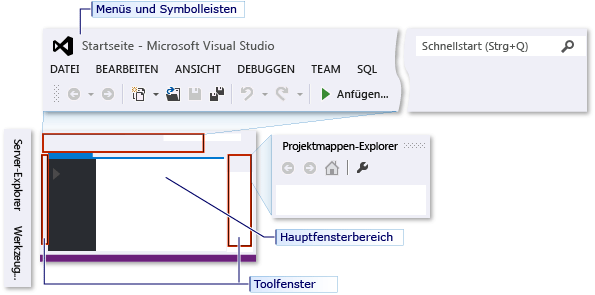 Menüs und Symbolleisten
Startseite - Microsoft Visual Studio
Schnellstart (Strg+Q)
DATEI BEARBEITEN ANSICHT DEBUGGEN TEAM SQL
Anfügen...
Server-Explorer
Werkzeug...
Projektmappen-Explorer
Hauptfensterbereich
Toolfenster